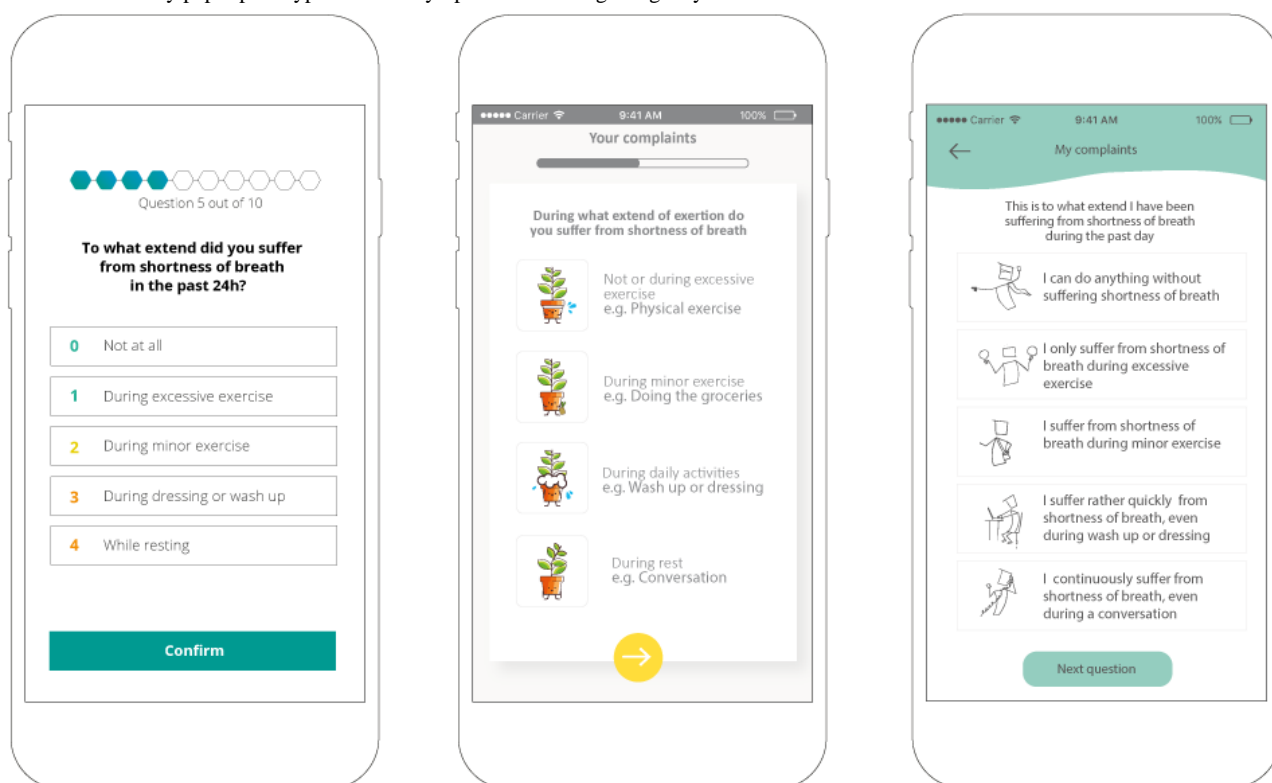 Question 5 out of 10
To what extend did you suffer
from shortness of breath
in the past 24h?
0 Not at all
1 During excessive exercise
2 During minor exercise
3 During dressing or wash up
4 While resting
Confirm
Carrier 9:41 AM 100%
Your complaints
During what extend of exertion do
you suffer from shortness of breath
Not or during excessive
exercise
e.g. Physical exercise
During minor exercise
e.g. Doing the groceries
During daily activities
e.g. Wash up or dressing
During rest
e.g. Conversation
Carrier 9:41 AM 100%
My complaints
This is to what extend I have been
suffering from shortness of breath
during the past day
I can do anything without
suffering shortness of breath
I only suffer from shortness of
breath during excessive
exercise
I suffer from shortness of
breath during minor exercise
I suffer rather quickly from
shortness of breath, even
during wash up or dressing
I continuously suffer from
shortness of breath, even
during a conversation
Next question